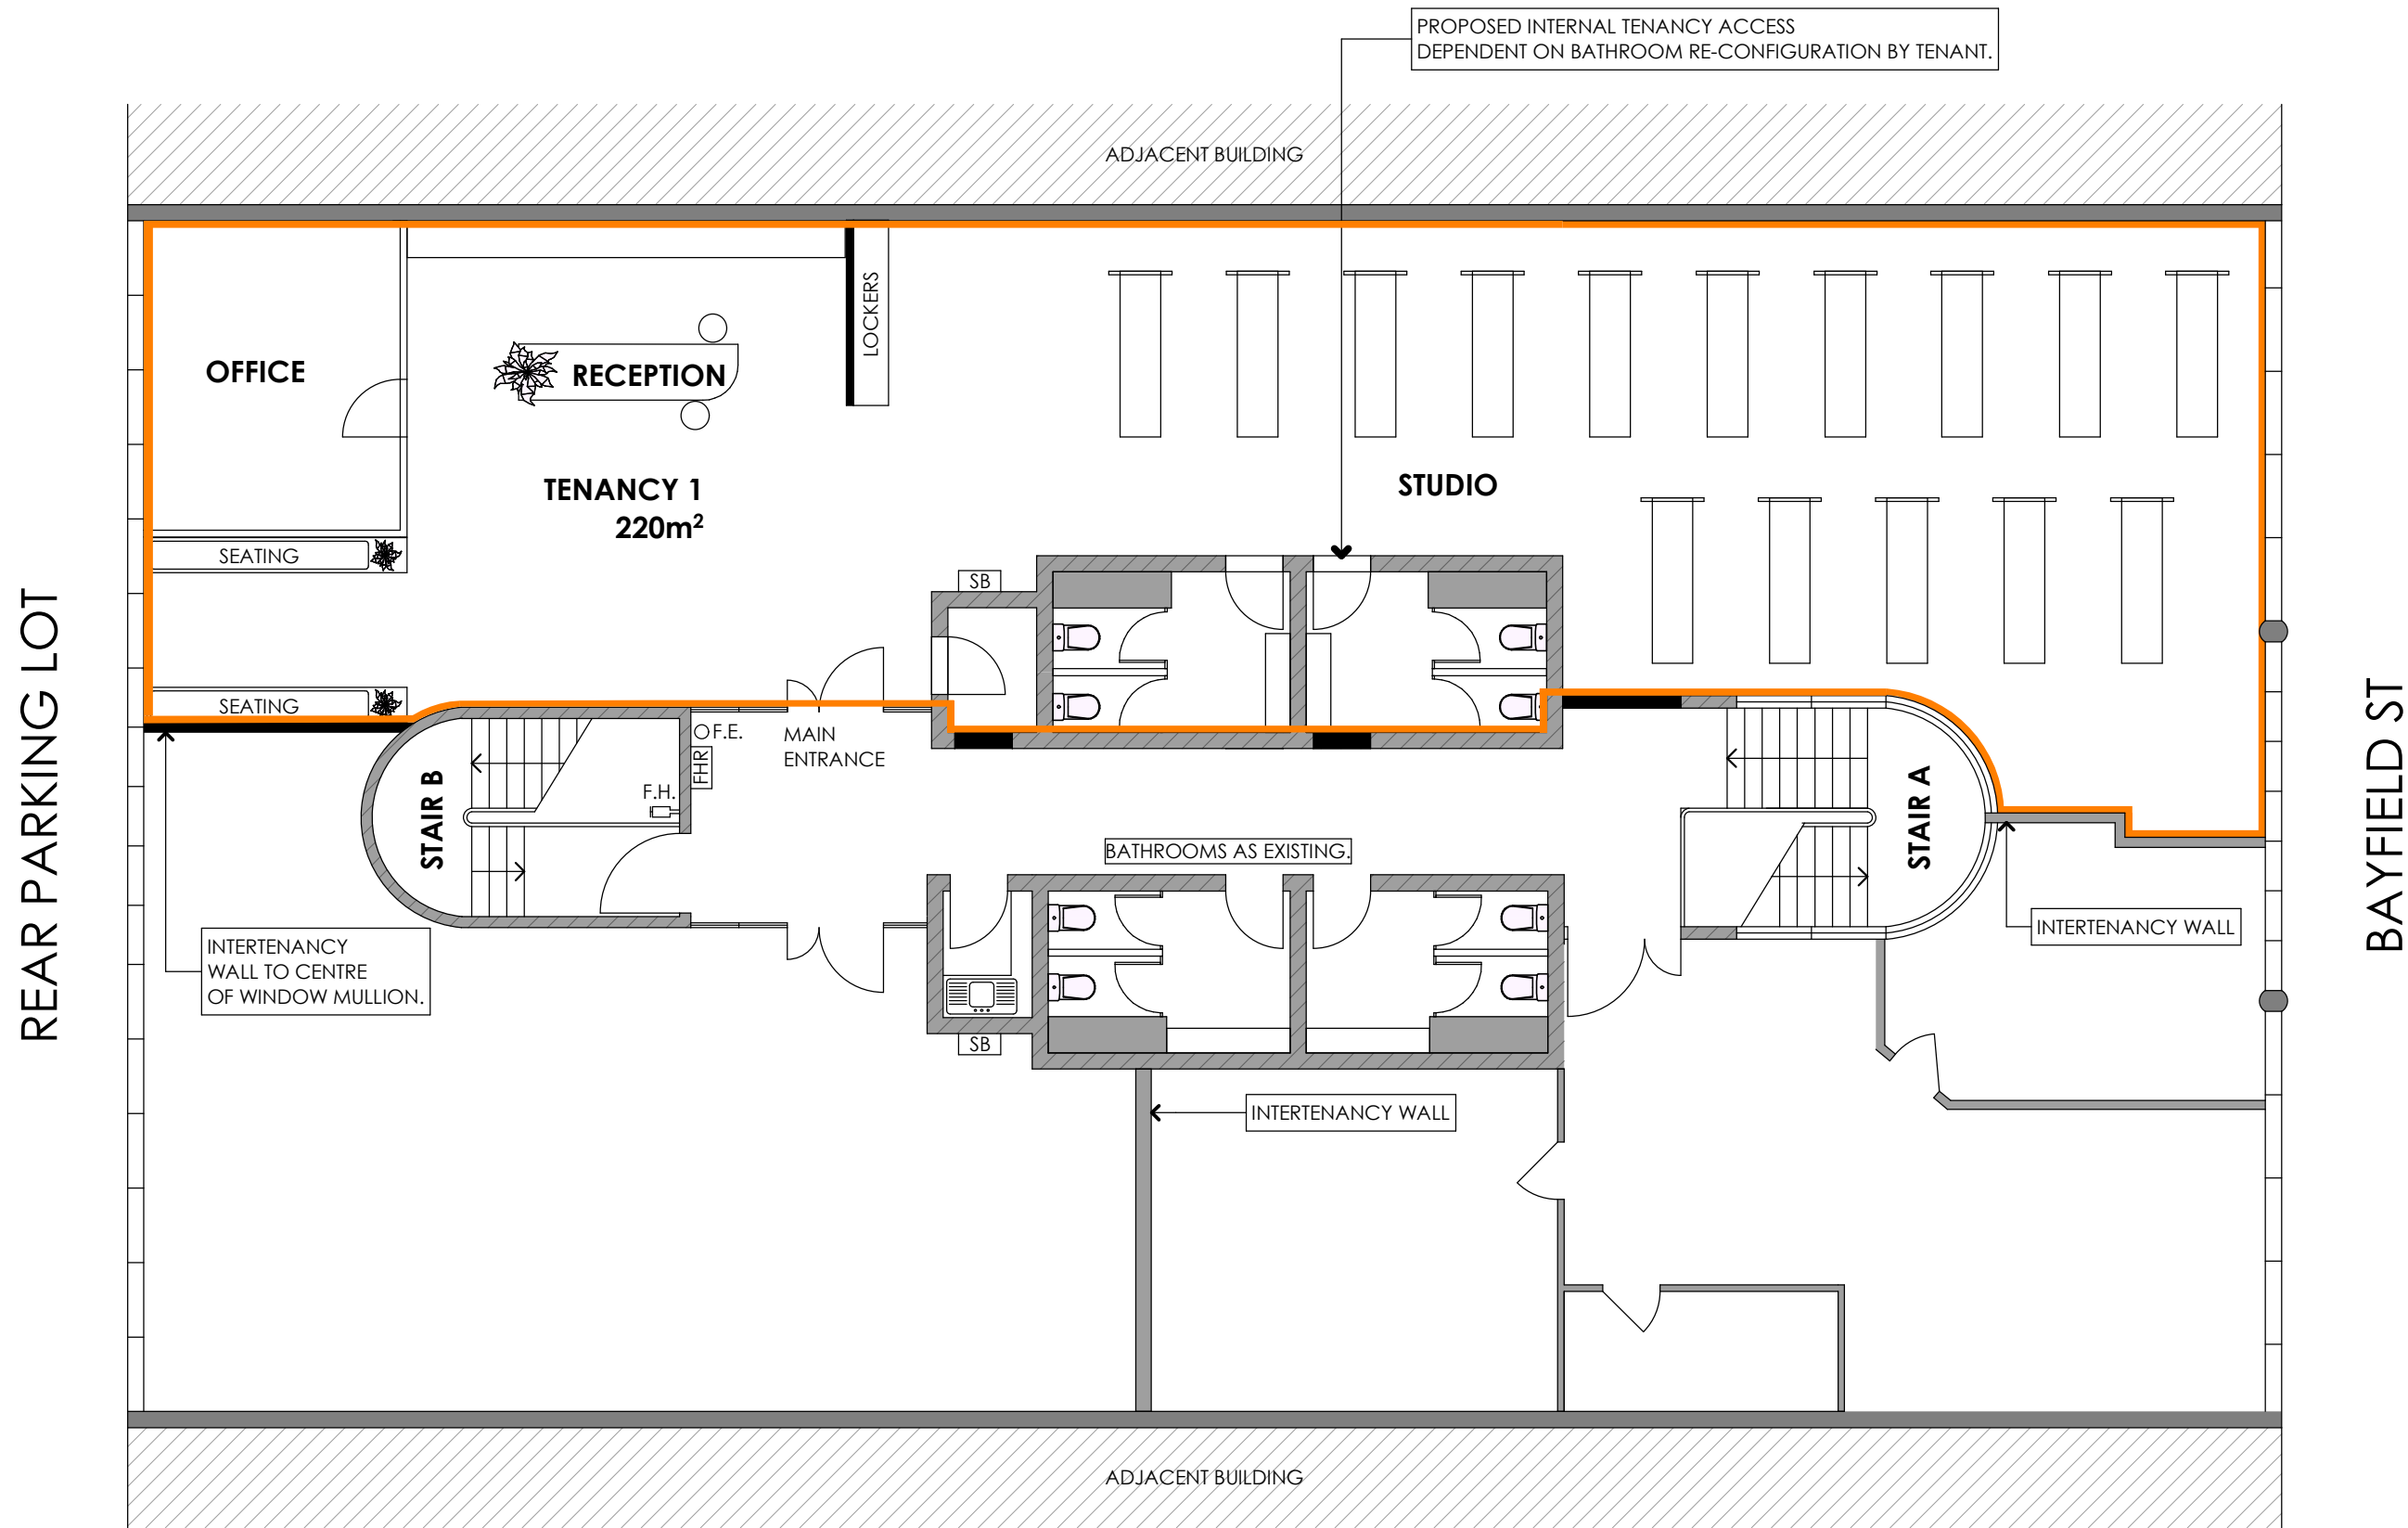 PROPOSED INTERNAL TENANCY ACCESS
DEPENDENT ON BATHROOM RE-CONFIGURATION BY TENANT.
ADJACENT BUILDING
LOCKERS
OFFICE
RECEPTION
TENANCY 1
220m²
STUDIO
SEATING
SB
SEATING
F.E.
MAIN
ENTRANCE
FHR
F.H.
STAIR B
STAIR A
REAR PARKING LOT
BAYFIELD ST
BATHROOMS AS EXISTING.
INTERTENANCY WALL
INTERTENANCY
WALL TO CENTRE
OF WINDOW MULLION.
SB
INTERTENANCY WALL
ADJACENT BUILDING